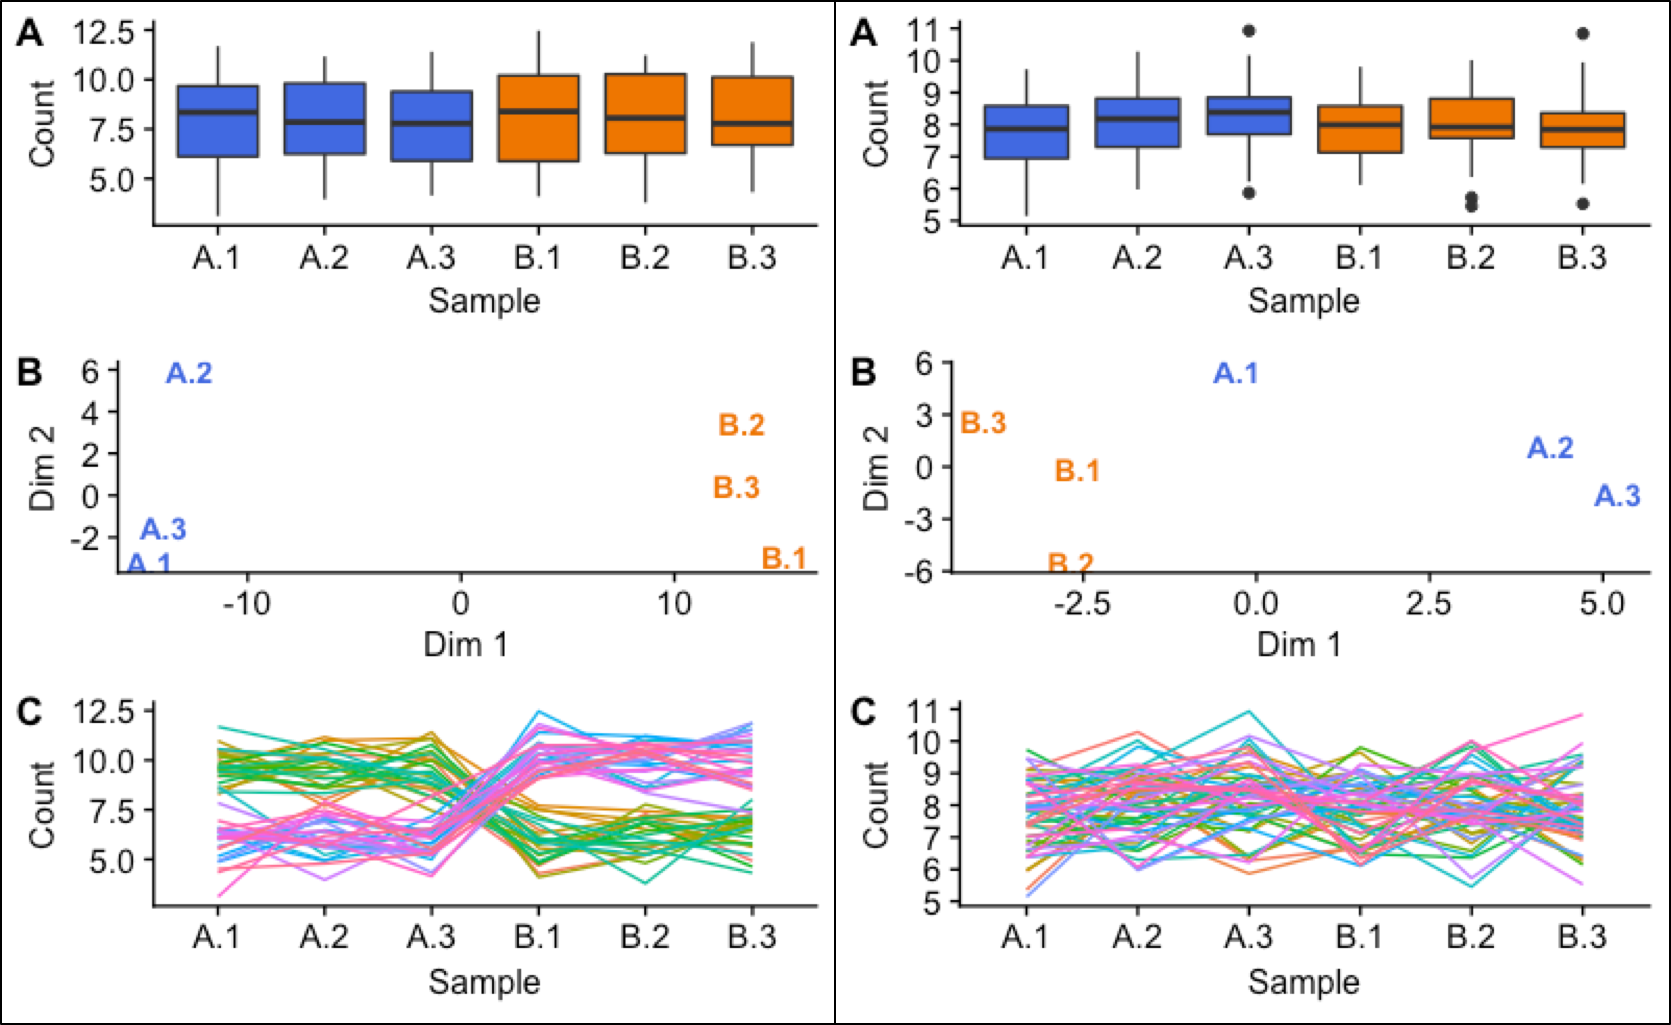 A
12.5
10.0
7.5
5.0
Count
A.1 A.2 A.3 B.1 B.2 B.3
Sample
B
6
4
2
0
-2
Dim 2
A.2
B.2
B.3
A.3
A.1
B.1
-10 0 10
Dim 1
C
12.5
10.0
7.5
5.0
Count
A.1 A.2 A.3 B.1 B.2 B.3
Sample
A
11
10
9
8
7
6
5
Count
A.1 A.2 A.3 B.1 B.2 B.3
Sample
B
6
3
0
-3
-6
Dim 2
A.1
B.3
A.2
B.1
A.3
B.2
-2.5 0.0 2.5 5.0
Dim 1
C
11
10
9
8
7
6
5
Count
A.1 A.2 A.3 B.1 B.2 B.3
Sample